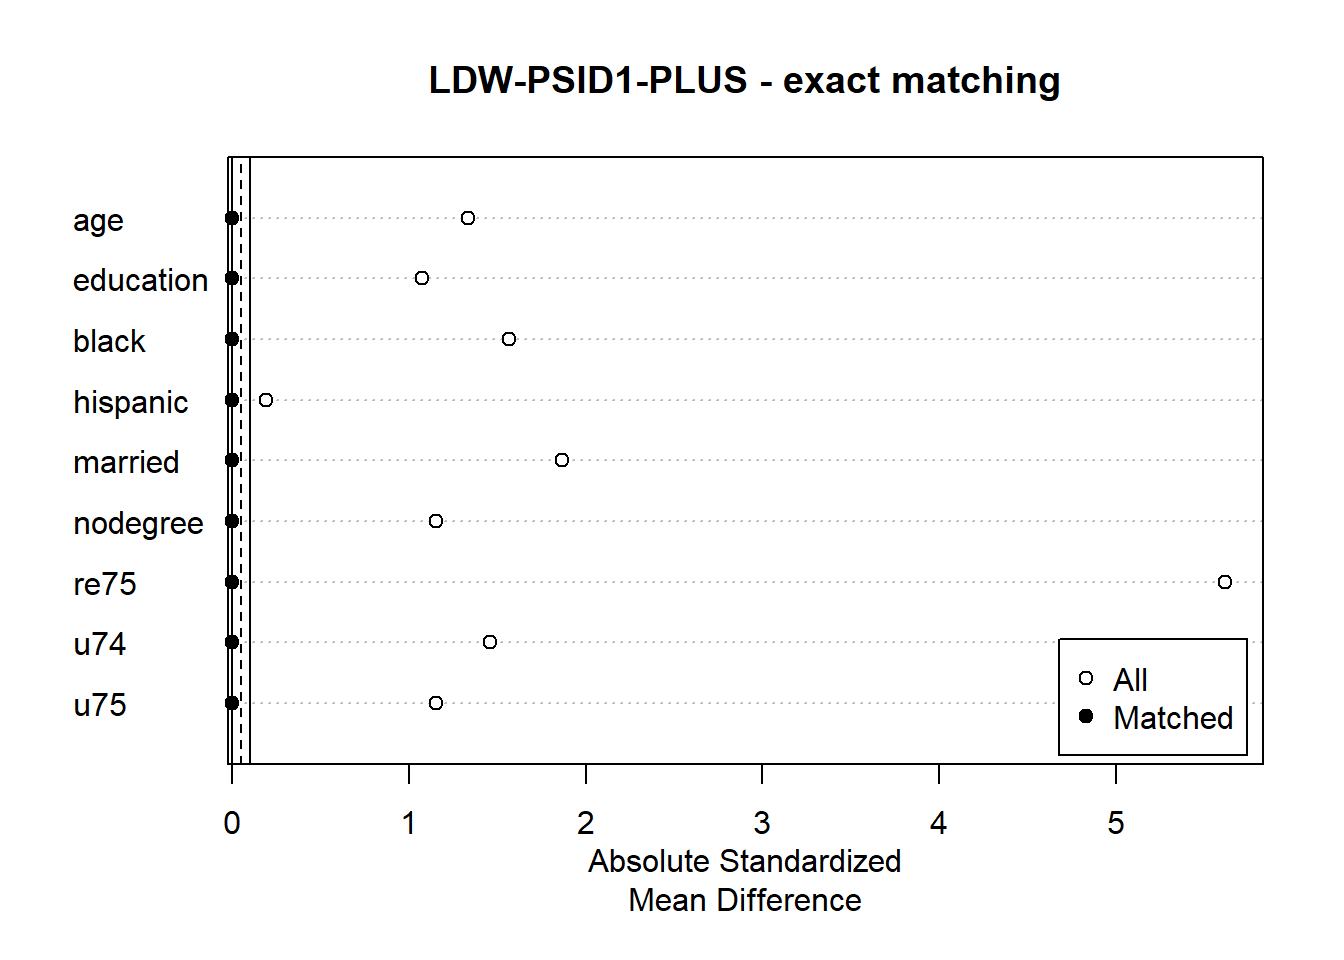 LDW-PSID1-PLUS - exact matching
age
education
black
hispanic
married
nodegree
re75
u74
u75
All
Matched
0 1 2 3 4 5
Absolute Standardized
Mean Difference